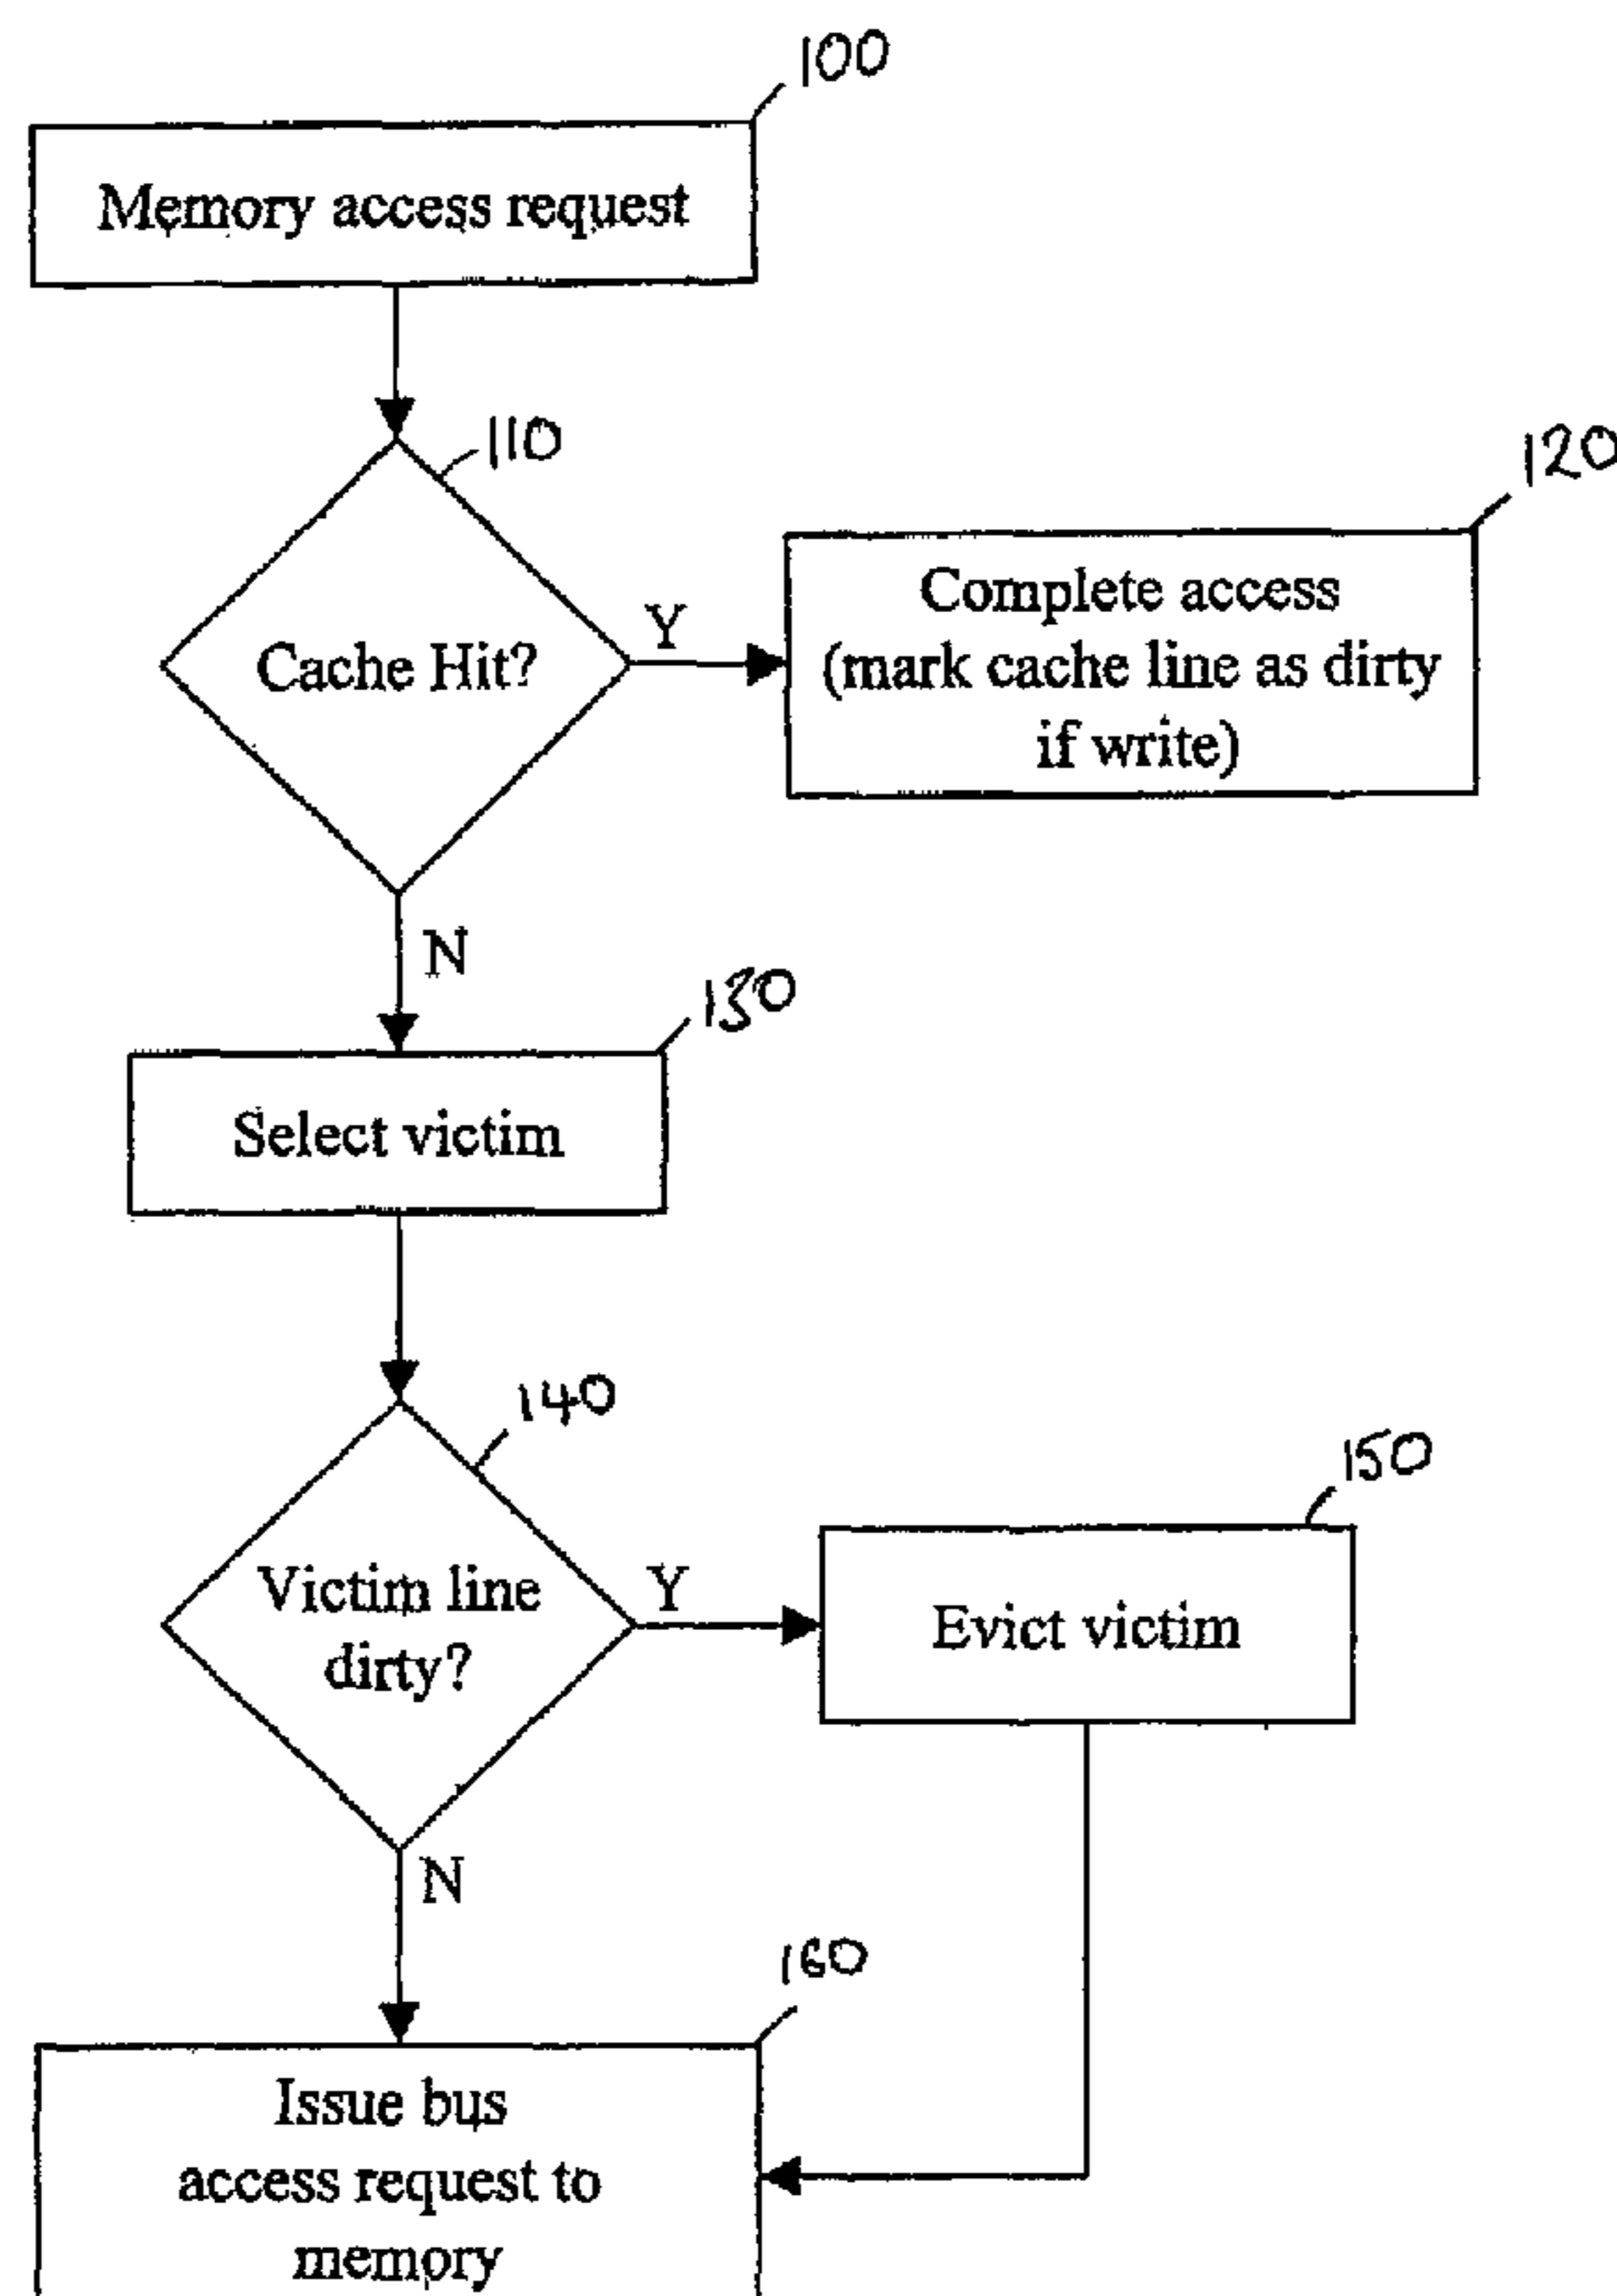 100
Memory access request
110
120
Cache Hit?
Y
Complete access
(mark cache line as dirty
if write)
N
130
Select victim
140
150
Victim line
dirty?
Y
Evict victim
N
160
Issue bus
access request to
memory